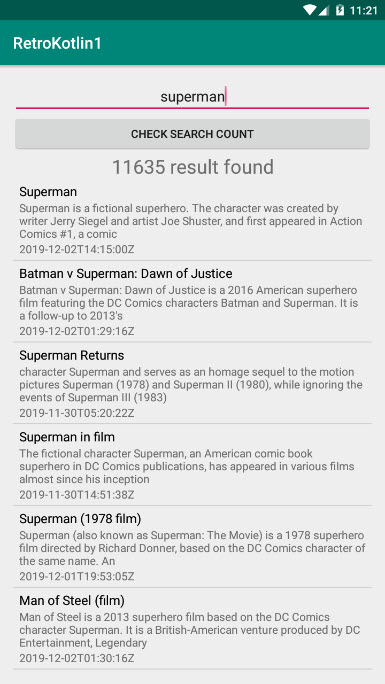 11:21
RetroKotlin1
superman
CHECK SEARCH COUNT
11635 result found
Superman
Superman is a fictional superhero. The character was created by
writer Jerry Siegel and artist Joe Shuster, and first appeared in Action
Comics #1, a comic
2019-12-02T14:15:00Z
Batman v Superman: Dawn of Justice
Batman v Superman: Dawn of Justice is a 2016 American superhero
film featuring the DC Comics characters Batman and Superman. It is
a follow-up to 2013's
2019-12-02T01:29:16Z
Superman Returns
character Superman and serves as an homage sequel to the motion
pictures Superman (1978) and Superman II (1980), while ignoring the
events of Superman III (1983)
2019-11-30T05:20:22Z
Superman in film
The fictional character Superman, an American comic book
superhero in DC Comics publications, has appeared in various films
almost since his inception
2019-11-30T14:51:38Z
Superman (1978 film)
Superman (also known as Superman: The Movie) is a 1978 superhero
film directed by Richard Donner, based on the DC Comics character of
the same name. An
2019-12-01T19:53:05Z
Man of Steel (film)
Man of Steel is a 2013 superhero film based on the DC Comics
character Superman. It is a British-American venture produced by DC
Entertainment, Legendary
2019-12-02T01:30:16Z